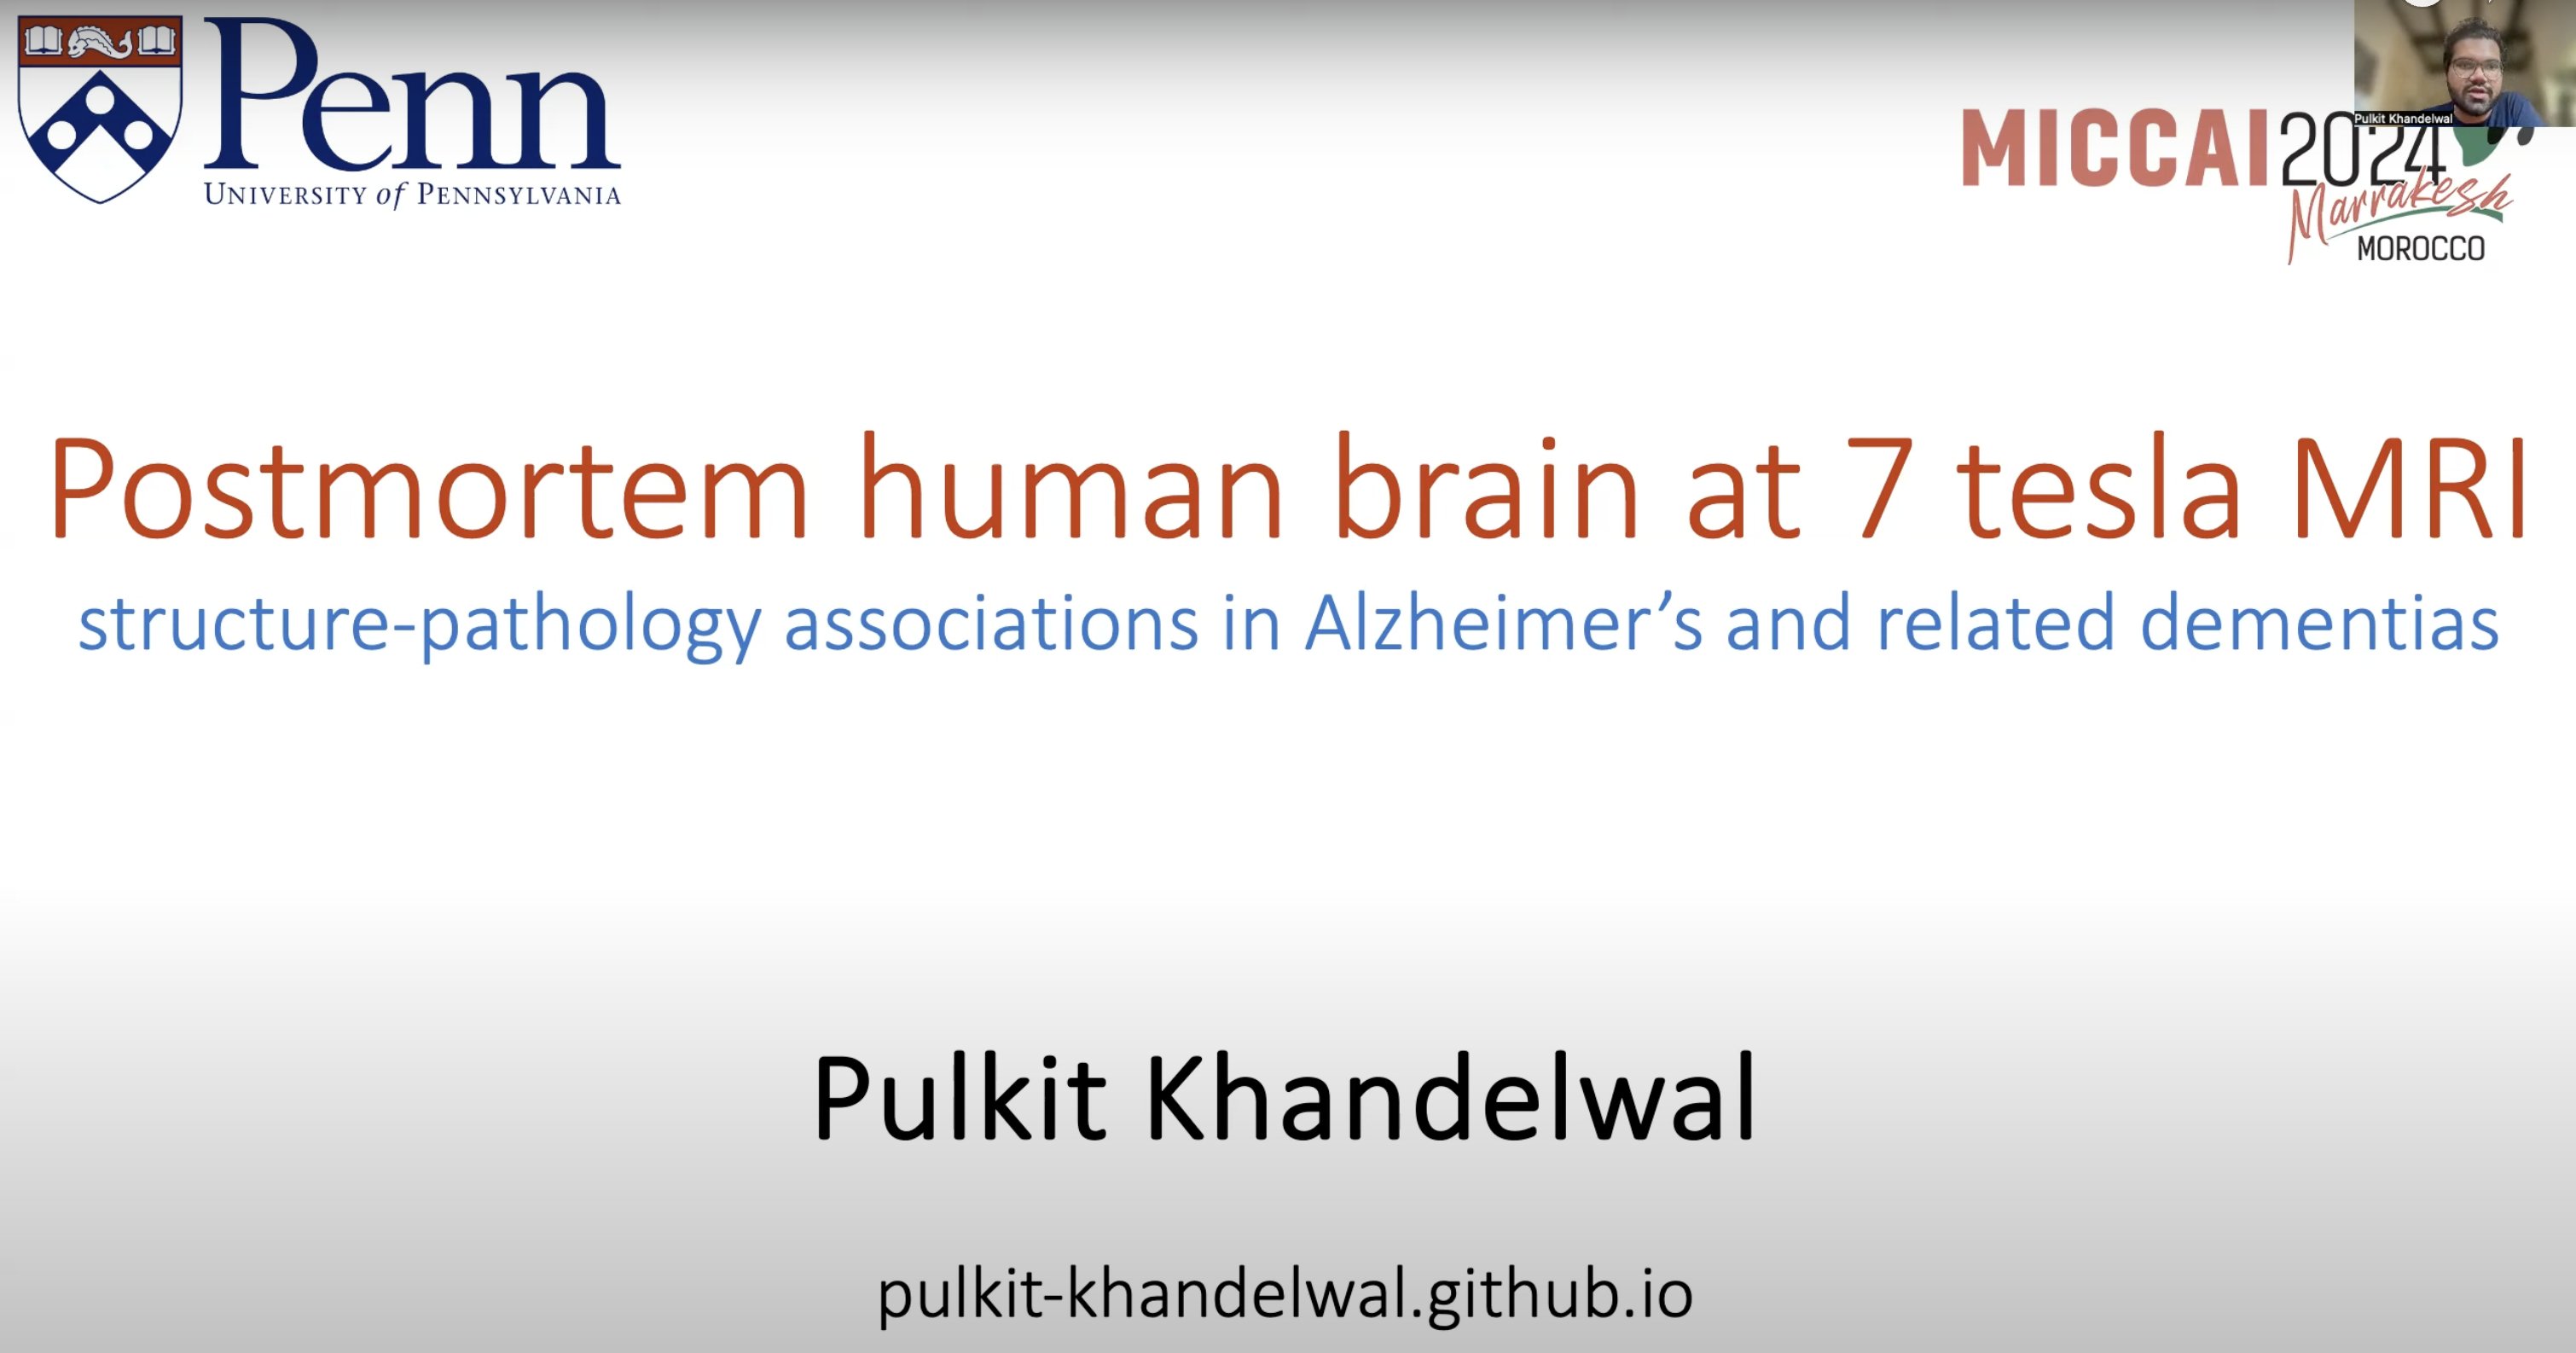 Penn
UNIVERSITY of PENNSYLVANIA
Pulkit Khandelwal
MICCAI 2024
Marrakesh
MOROCCO
Postmortem human brain at 7 tesla MRI
structure-pathology associations in Alzheimer’s and related dementias
Pulkit Khandelwal
pulkit-khandelwal.github.io